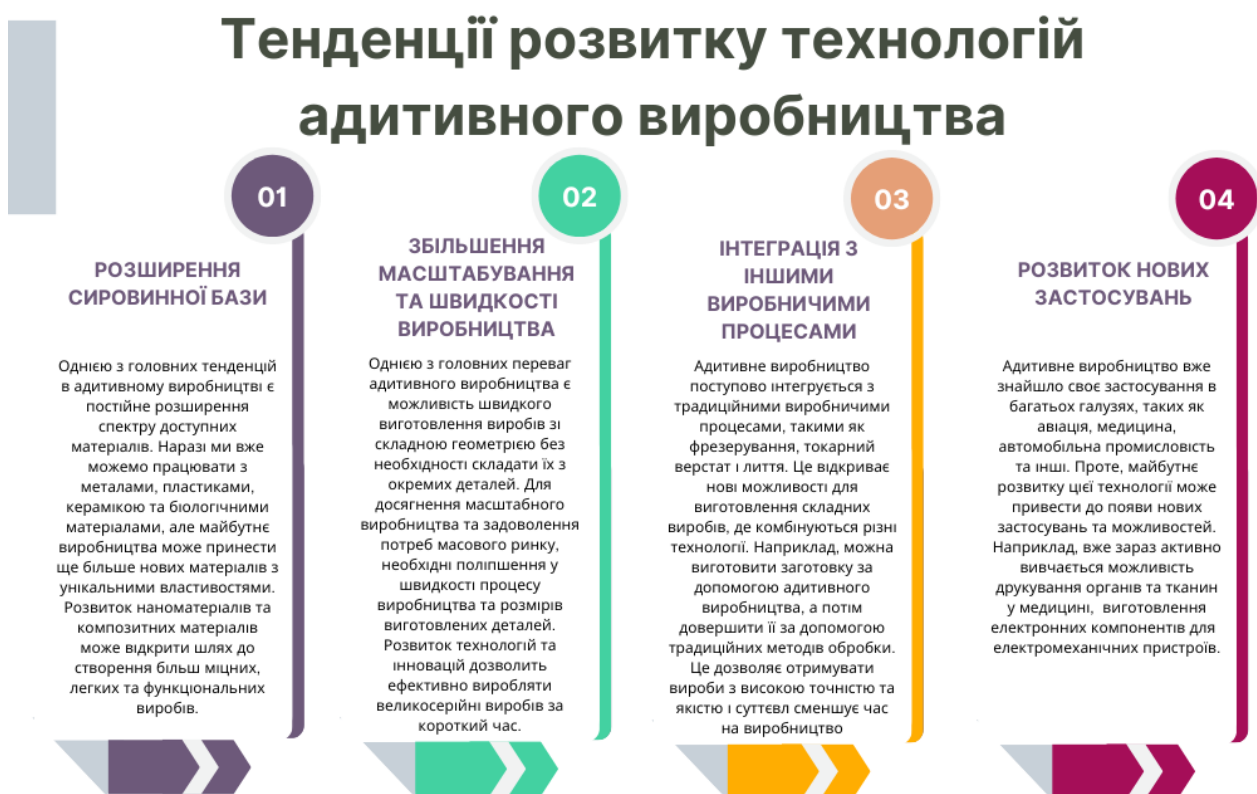 Тенденції розвитку технологій
адитивного виробництва
01
РОЗШИРЕННЯ
СИРОВИННОЇ БАЗИ
Однією з головних тенденцій
в адитивному виробництві є
постійне розширення
спектру доступних
матеріалів. Наразі ми вже
можемо працювати з
металами, пластиками,
керамікою та біологічними
матеріалами, але майбутнє
виробництва може принести
ще більше нових матеріалів з
унікальними властивостями.
Розвиток наноматеріалів та
композитних матеріалів
може відкрити шлях до
створення більш міцних,
легких та функціональних
виробів.
02
ЗБІЛЬШЕННЯ
МАСШТАБУВАННЯ
ТА ШВИДКОСТІ
ВИРОБНИЦТВА
Однією з головних переваг
адитивного виробництва є
можливість швидкого
виготовлення виробів зі
складною геометрією без
необхідності складати їх з
окремих деталей. Для
досягнення масштабного
виробництва та задоволення
потреб масового ринку,
необхідні поліпшення у
швидкості процесу
виробництва та розмірів
виготовлених деталей.
Розвиток технологій та
інновацій дозволить
ефективно виробляти
великосерійні виробів за
короткий час.
03
ІНТЕГРАЦІЯ З
ІНШИМИ
ВИРОБНИЧИМИ
ПРОЦЕСАМИ
Адитивне виробництво
поступово інтегрується з
традиційними виробничими
процесами, такими як
фрезерування, токарний
верстат і лиття. Це відкриває
нові можливості для
виготовлення складних
виробів, де комбінуються різні
технології. Наприклад, можна
виготовити заготовку за
допомогою адитивного
виробництва, а потім
довершити її за допомогою
традиційних методів обробки.
Це дозволяє отримувати
вироби з високою точністю та
якістю і суттєвл сменшує час
на виробництво
04
РОЗВИТОК НОВИХ
ЗАСТОСУВАНЬ
Адитивне виробництво вже
знайшло своє застосування в
багатьох галузях, таких як
авіація, медицина,
автомобільна промисловість
та інші. Проте, майбутнє
розвитку цієї технології може
привести до появи нових
застосувань та можливостей.
Наприклад, вже зараз активно
вивчається можливість
друкування органів та тканин
у медицині, виготовлення
електронних компонентів для
електромеханічних пристроїв.